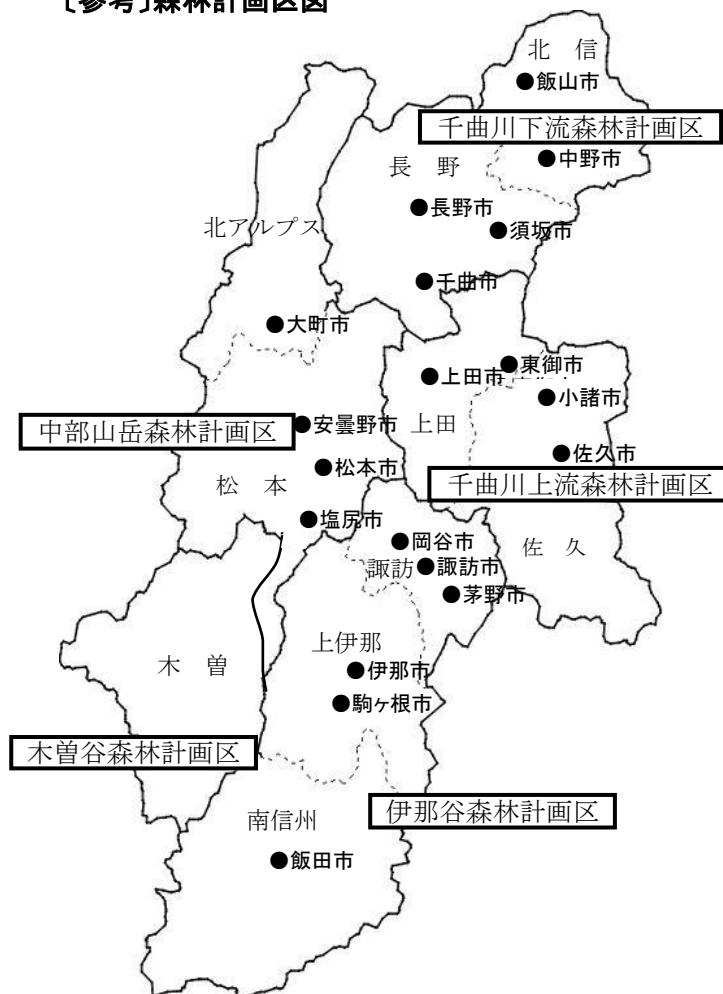 〔参考〕森林計画区図
北 信
●飯山市
千曲川下流森林計画区
●中野市
長 野
●長野市
●須坂市
北アルプス
●千曲市
●大町市
●東御市
●上田市
●小諸市
中部山岳森林計画区
●安曇野市
上田
●佐久市
●松本市
千曲川上流森林計画区
松 本
●塩尻市
●岡谷市
佐 久
諏訪
●諏訪市
●茅野市
上伊那
木 曽
●伊那市
●駒ヶ根市
木曽谷森林計画区
伊那谷森林計画区
南信州
●飯田市